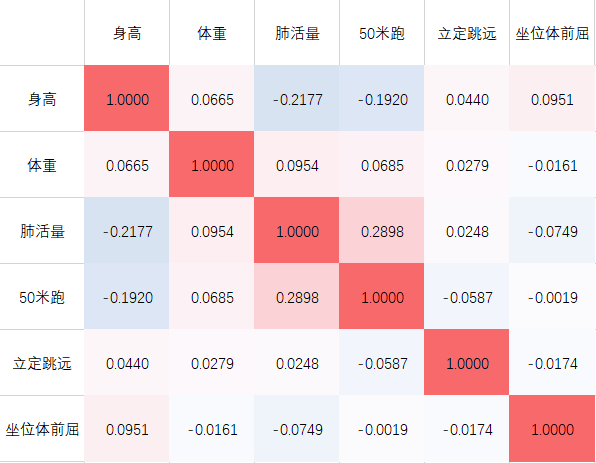 身高 体重 肺活量 50米跑 立定跳远 坐位体前屈
身高 1.0000 0.0665 -0.2177 -0.1920 0.0440 0.0951
体重 0.0665 1.0000 0.0954 0.0685 0.0279 -0.0161
肺活量 -0.2177 0.0954 1.0000 0.2898 0.0248 -0.0749
50米跑 -0.1920 0.0685 0.2898 1.0000 -0.0587 -0.0019
立定跳远 0.0440 0.0279 0.0248 -0.0587 1.0000 -0.0174
坐位体前屈 0.0951 -0.0161 -0.0749 -0.0019 -0.0174 1.0000